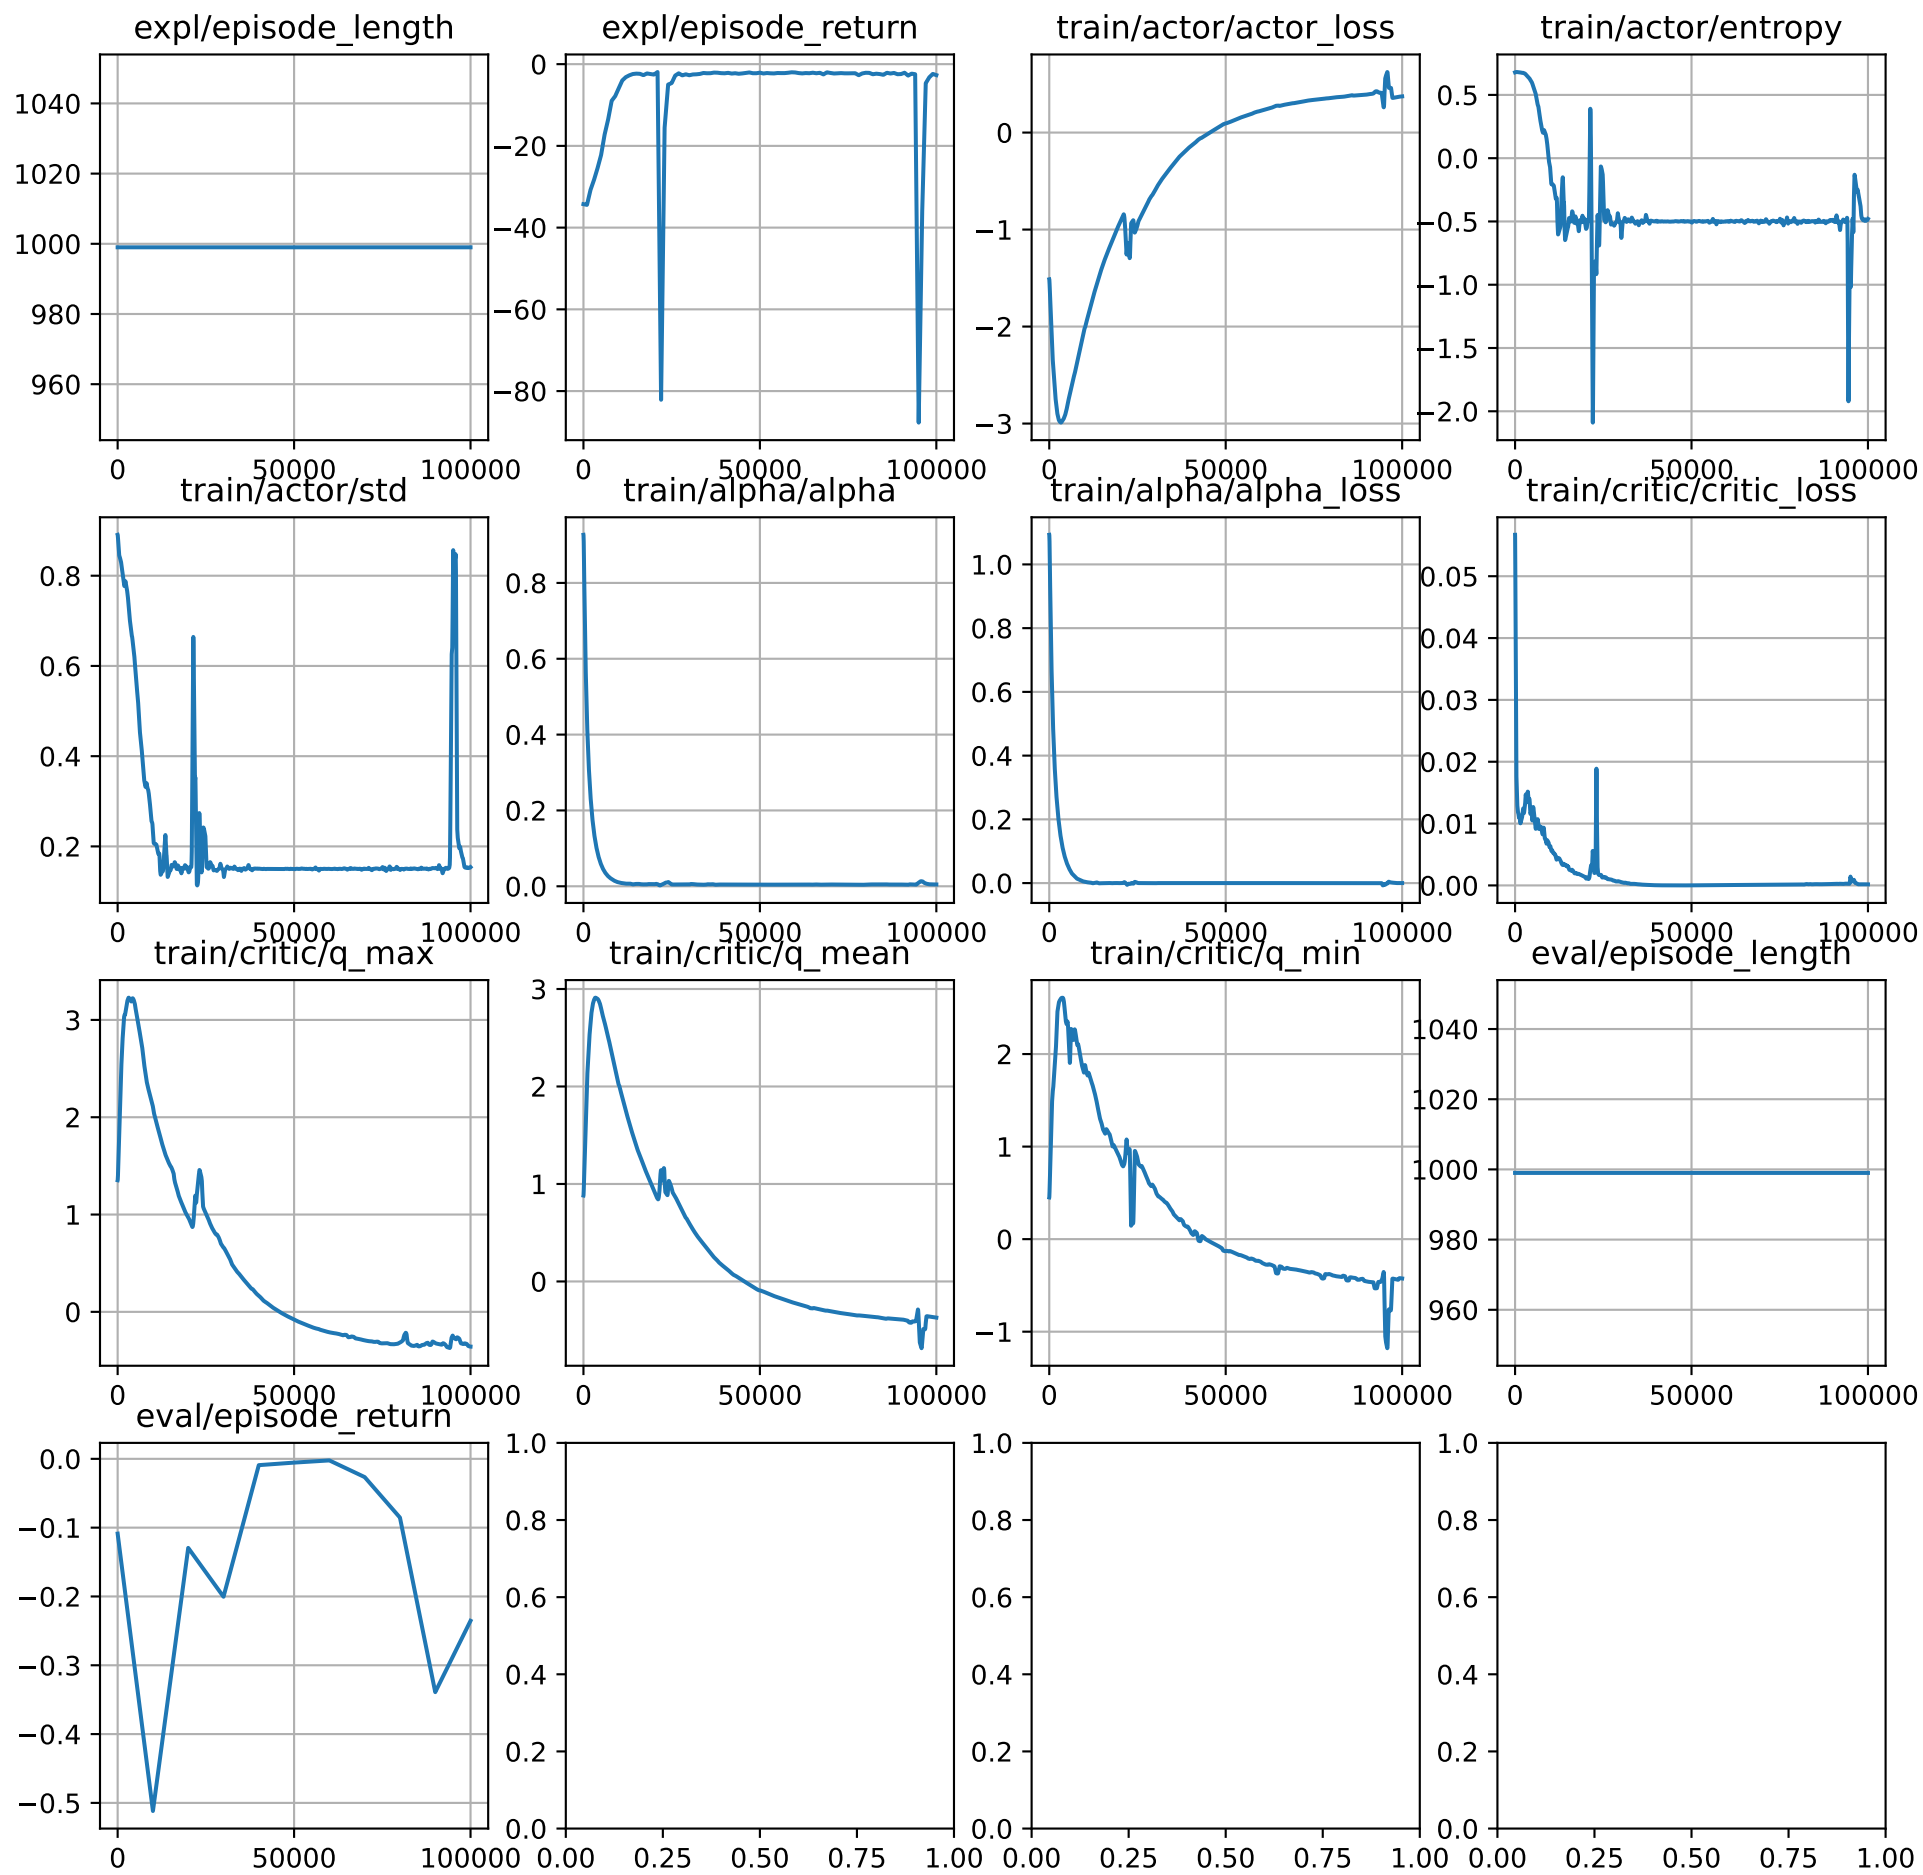 expl/episode_length
1040
1020
1000
980
960
0 50000 100000
expl/episode_return
0
−20
−40
−60
−80
0 50000 100000
train/actor/actor_loss
0
−1
−2
−3
0 50000 100000
train/actor/entropy
0.5
0.0
−0.5
−1.0
−1.5
−2.0
0 50000 100000
train/actor/std
0.8
0.6
0.4
0.2
0 50000 100000
train/alpha/alpha
0.8
0.6
0.4
0.2
0.0
0 50000 100000
train/alpha/alpha_loss
1.0
0.8
0.6
0.4
0.2
0.0
0 50000 100000
train/critic/critic_loss
0.05
0.04
0.03
0.02
0.01
0.00
0 50000 100000
train/critic/q_max
3
2
1
0
0 50000 100000
train/critic/q_mean
3
2
1
0
0 50000 100000
train/critic/q_min
2
1
0
−1
0 50000 100000
eval/episode_length
1040
1020
1000
980
960
0 50000 100000
eval/episode_return
0.0
−0.1
−0.2
−0.3
−0.4
−0.5
0 50000 100000
1.0
0.8
0.6
0.4
0.2
0.0
0.00 0.25 0.50 0.75 1.00
1.0
0.8
0.6
0.4
0.2
0.0
0.00 0.25 0.50 0.75 1.00
1.0
0.8
0.6
0.4
0.2
0.0
0.00 0.25 0.50 0.75 1.00